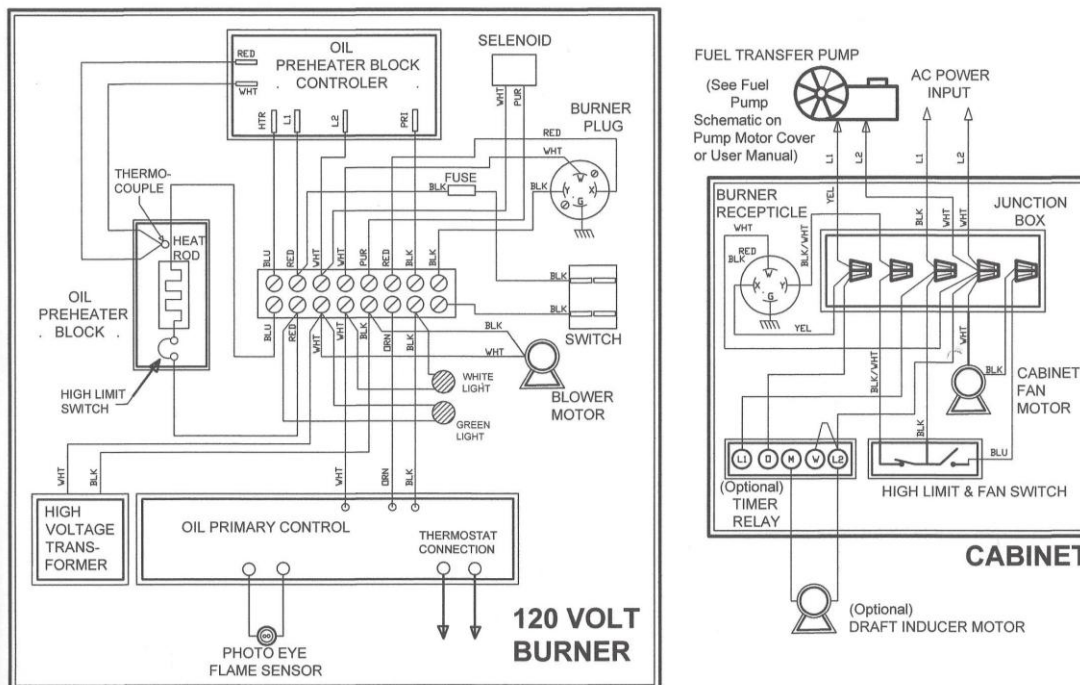 OIL
PREHEATER BLOCK
CONTROLER
RED
WHT
HTR
L1
L2
PRI
SELENOID
WHT
PUR
BURNER
PLUG
RED
WHT
BLK
FUSE
BLK
W
Y
X
G
THERMO-
COUPLE
HEAT
ROD
OIL
PREHEATER
BLOCK
HIGH LIMIT
SWITCH
BLU
RED
WHT
WHT
PUR
RED
BLK
BLK
BLK
BLK
SWITCH
BLU
RED
WHT
WHT
BLK
ORN
BLK
BLK
WHT
BLOWER
MOTOR
WHITE
LIGHT
GREEN
LIGHT
WHT
BLK
WHT
ORN
BLK
HIGH
VOLTAGE
TRANS-
FORMER
OIL PRIMARY CONTROL
THERMOSTAT
CONNECTION
PHOTO EYE
FLAME SENSOR
120 VOLT
BURNER
FUEL TRANSFER PUMP
(See Fuel
Pump
Schematic on
Pump Motor Cover
or User Manual)
AC POWER
INPUT
L1
L2
L1
L2
BURNER
RECEPTICLE
YEL
WHT
BLK
WHT
WHT
JUNCTION
BOX
WHT
RED
BLK
BLK/WHT
W
X
Y
G
YEL
BLK/WHT
WHT
BLK
BLK
CABINET
FAN
MOTOR
BLU
L1
O
M
W
L2
(Optional)
TIMER
RELAY
HIGH LIMIT & FAN SWITCH
CABINET
(Optional)
DRAFT INDUCER MOTOR